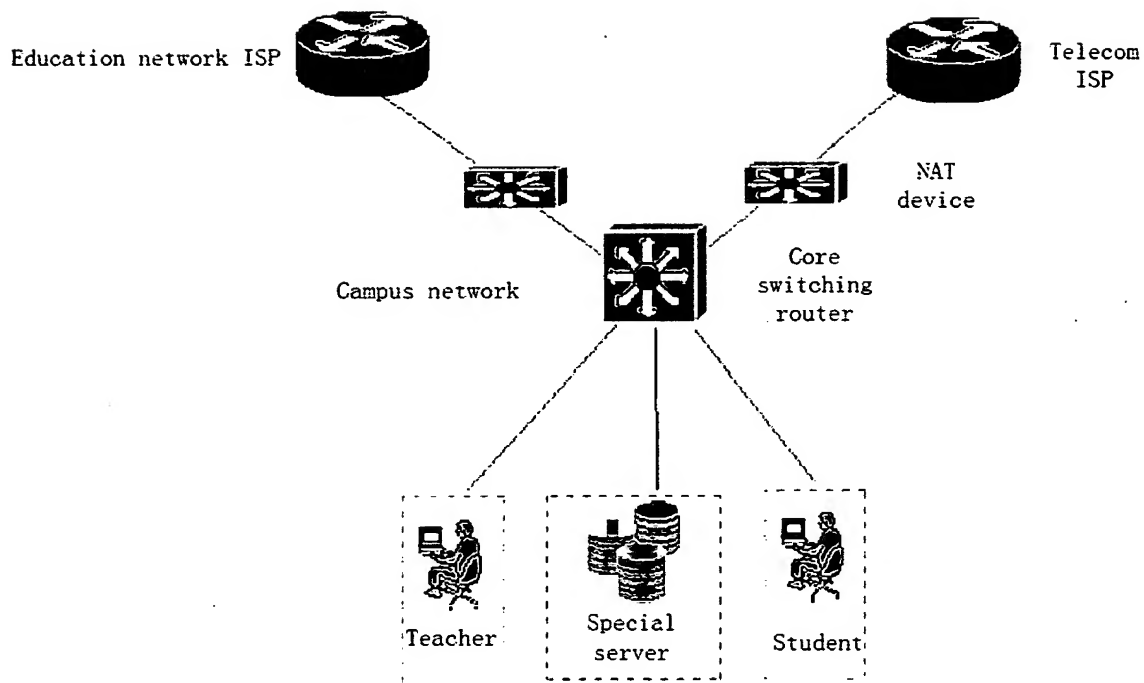 Education network ISP
Telecom
ISP
NAT
device
Core
switching
router
Campus network
Teacher
Special
server
Student